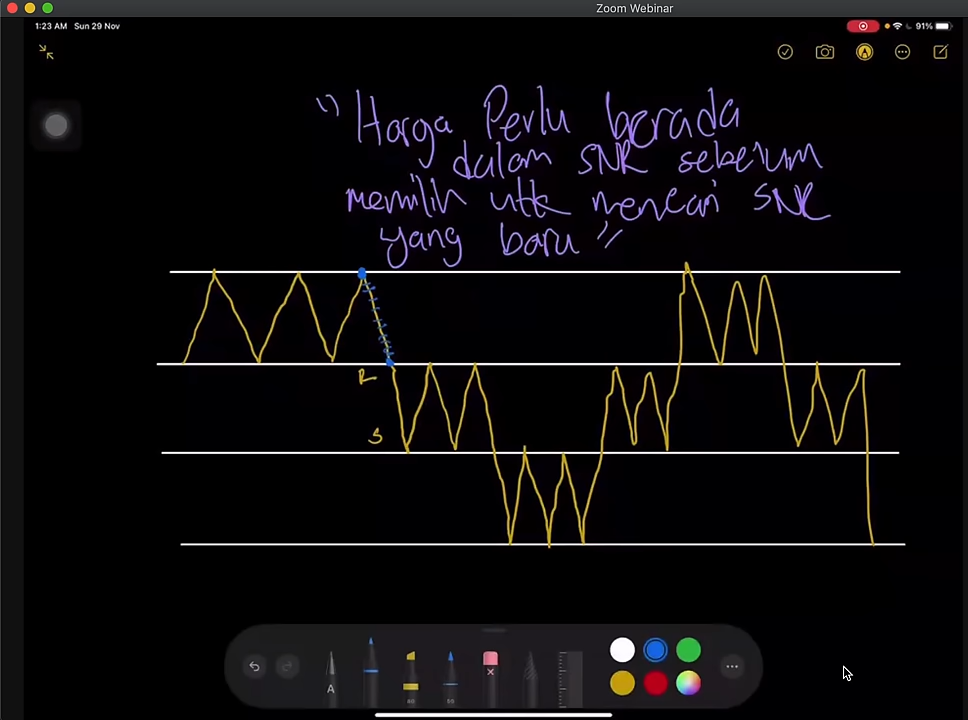 Zoom Webinar
1:23 AM Sun 29 Nov
91%
"Harga Perlu berada
dalam SNR sebelum
memilih utk mencari SNR
yang baru"
R
S
A
80